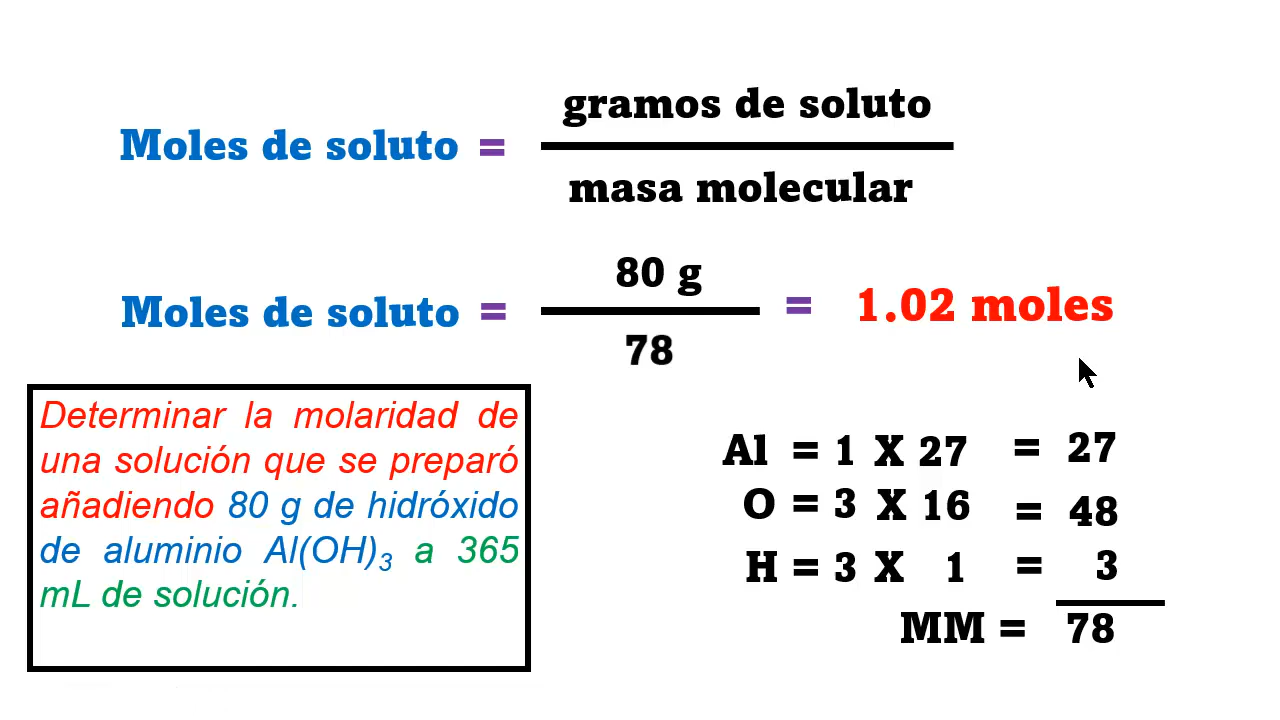 gramos de soluto
Moles de soluto =
masa molecular
80 g
Moles de soluto = = 1.02 moles
78
Determinar la molaridad de
una solución que se preparó
añadiendo 80 g de hidróxido
de aluminio Al(OH)₃ a 365
mL de solución.
Al = 1 X 27 = 27
O = 3 X 16 = 48
H = 3 X 1 = 3
MM = 78